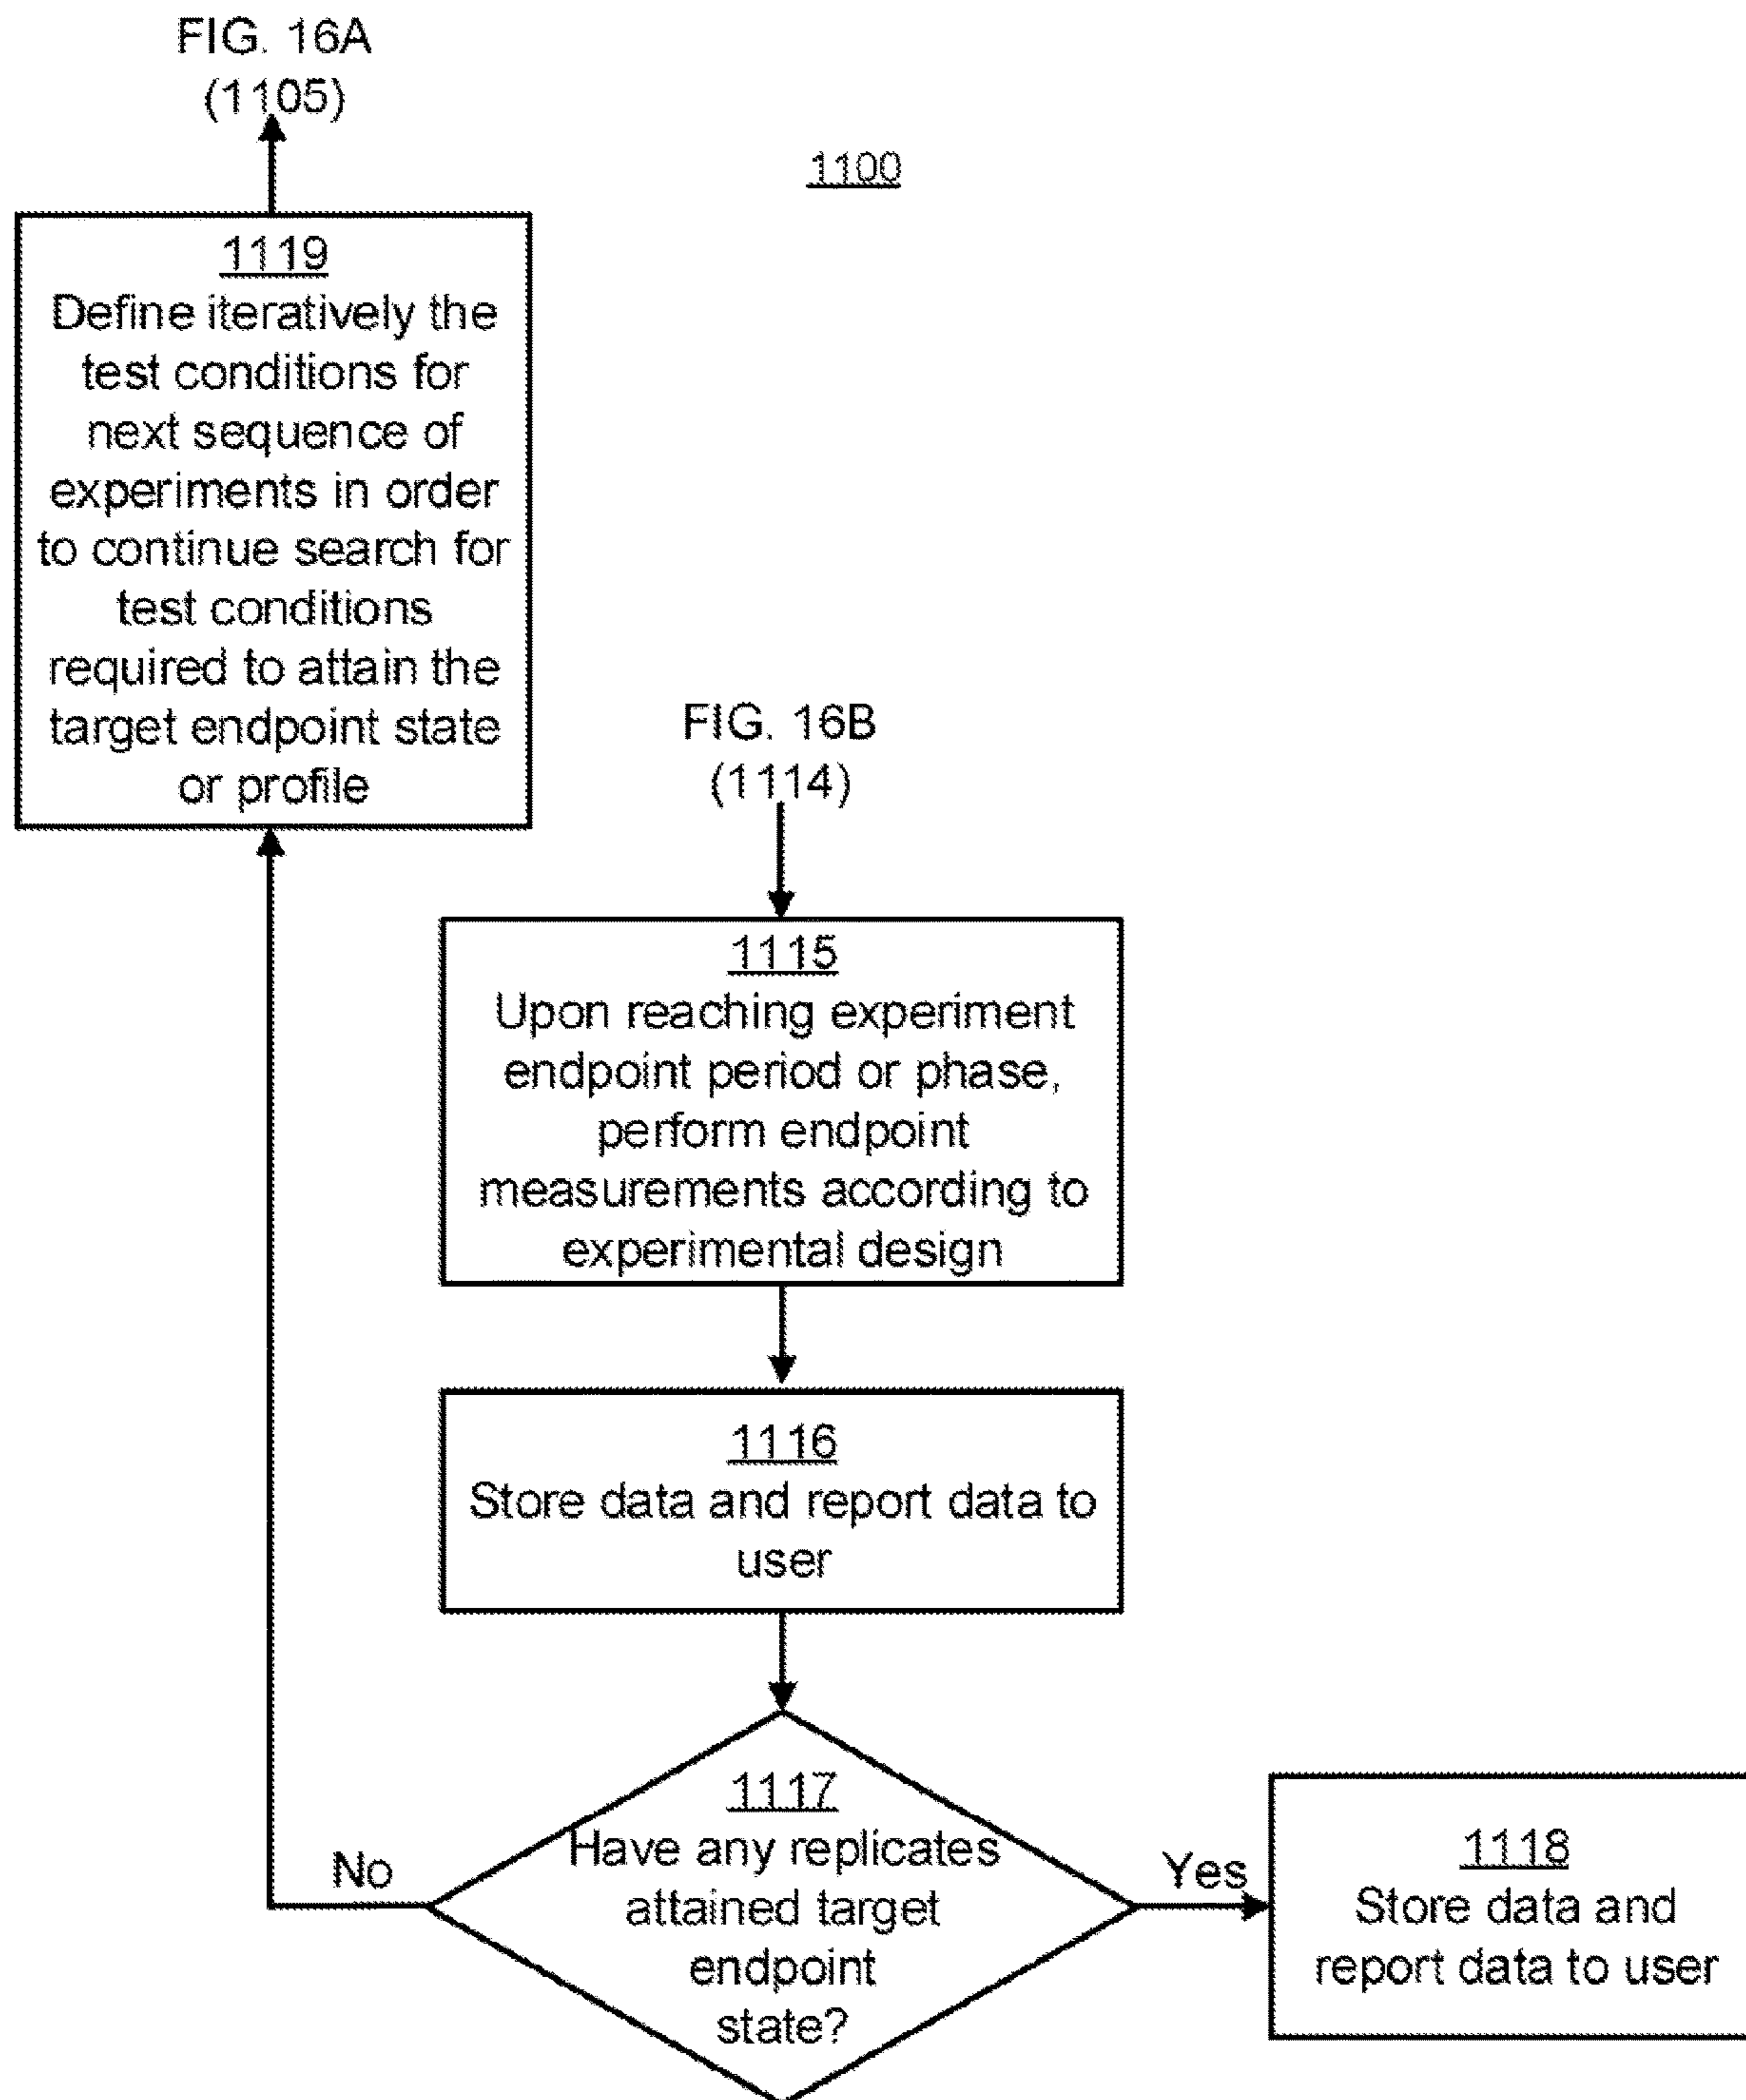 FIG. 16A
(1105)
1100
1119
Define iteratively the
test conditions for
next sequence of
experiments in order
to continue search for
test conditions
required to attain the
target endpoint state
or profile
FIG. 16B
(1114)
1115
Upon reaching experiment
endpoint period or phase,
perform endpoint
measurements according to
experimental design
1116
Store data and report data to
user
1117
Have any replicates
attained target
endpoint
state?
No
Yes
1118
Store data and
report data to user